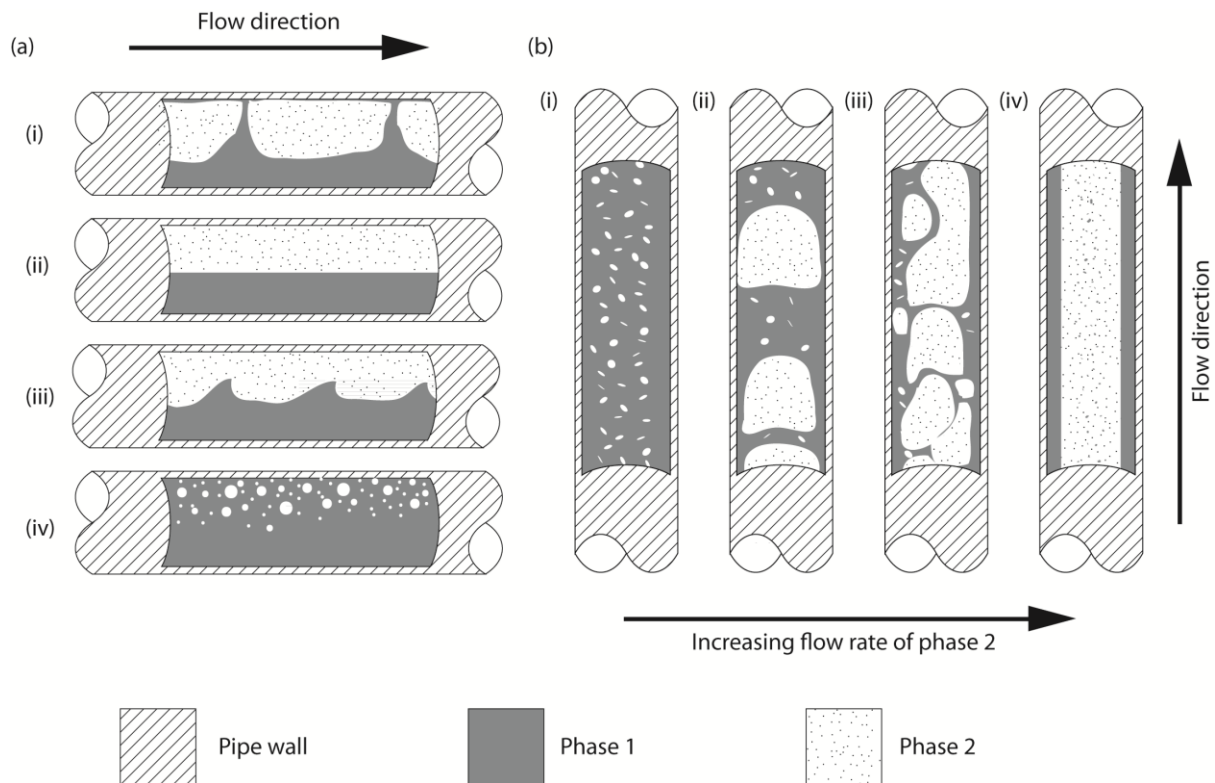 Flow direction
(a)
(b)
(i)
(ii)
(iii)
(iv)
(i)
(ii)
(iii)
(iv)
Flow direction
Increasing flow rate of phase 2
Pipe wall
Phase 1
Phase 2